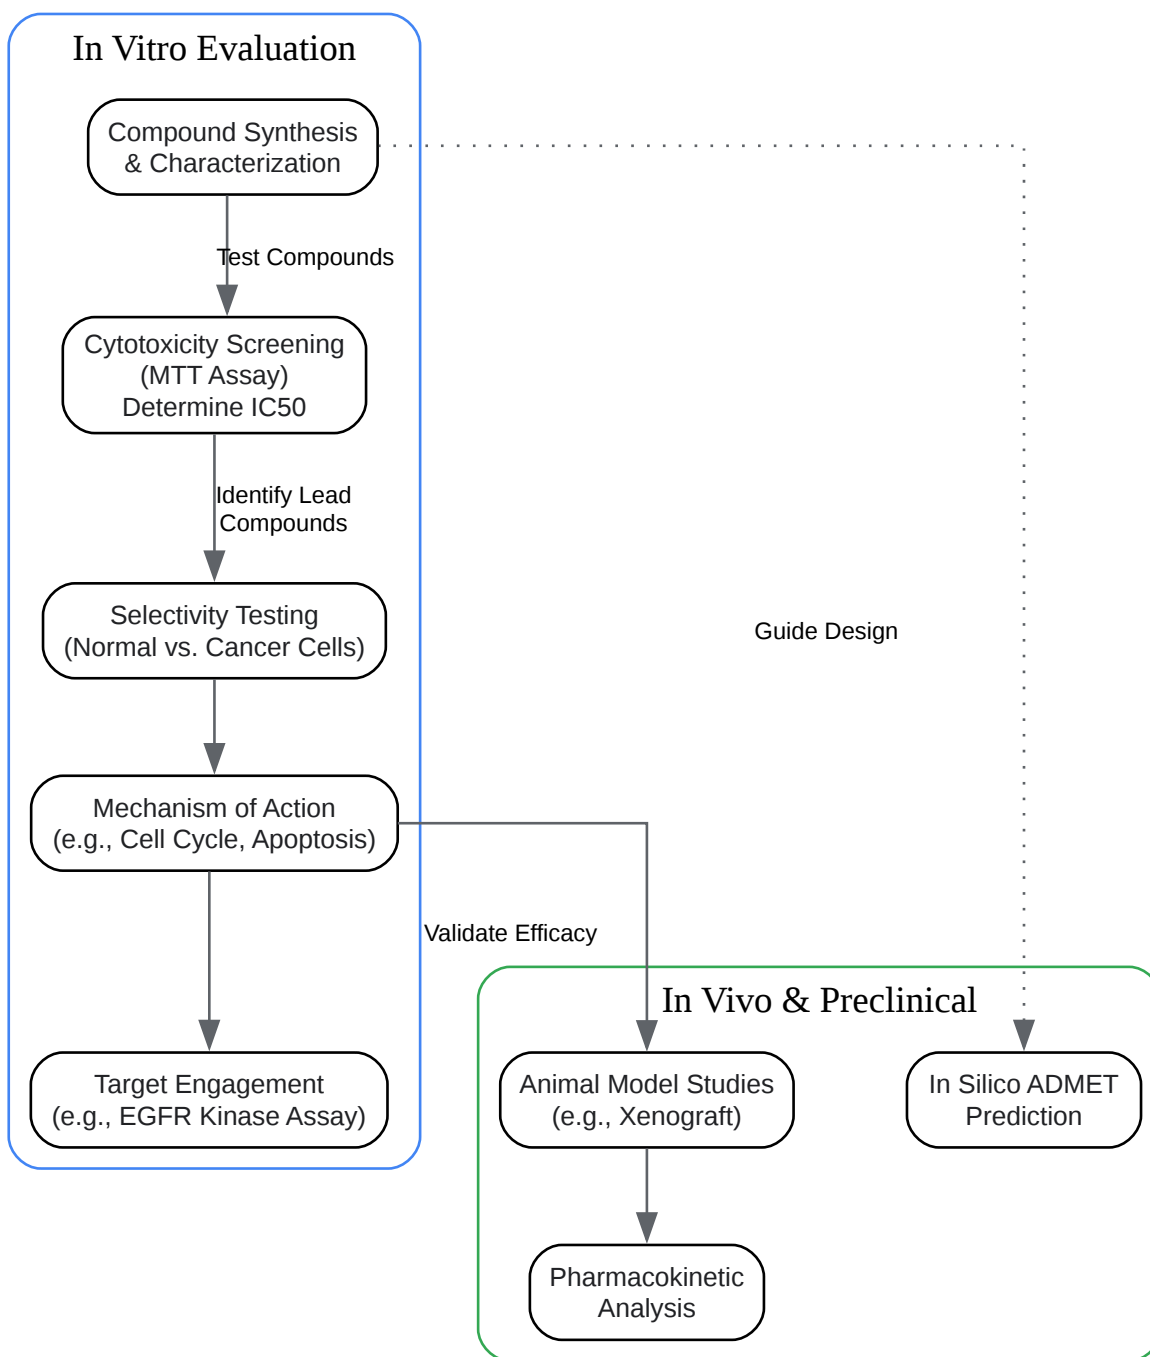 In Vitro Evaluation
Compound Synthesis
& Characterization
Test Compounds
Cytotoxicity Screening
(MTT Assay)
Determine IC50
Identify Lead
Compounds
Selectivity Testing
(Normal vs. Cancer Cells)
Guide Design
Mechanism of Action
(e.g., Cell Cycle, Apoptosis)
Validate Efficacy
In Vivo & Preclinical
Target Engagement
(e.g., EGFR Kinase Assay)
Animal Model Studies
(e.g., Xenograft)
In Silico ADMET
Prediction
Pharmacokinetic
Analysis